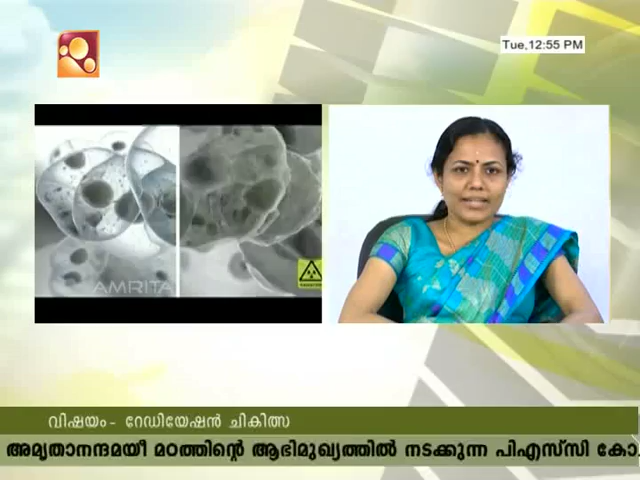 Tue,12:55 PM
AMRITA
വിഷയം- റേഡിയേഷൻ ചികിത്സ
അമൃതാനന്ദമയീ മഠത്തിന്റെ ആഭിമുഖ്യത്തിൽ നടക്കുന്ന പിഎസ്‌സി കോ